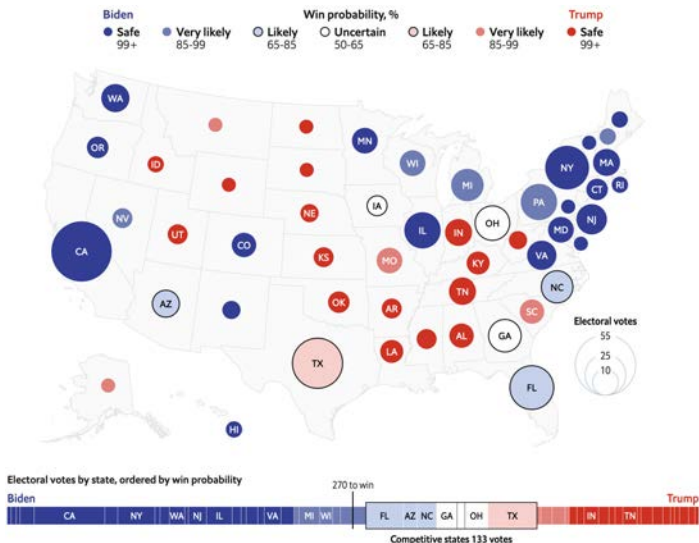 Biden
Win probability, %
Trump
Safe
99+
Very likely
85-99
Likely
65-85
Uncertain
50-65
Likely
65-85
Very likely
85-99
Safe
99+
WA
OR
ID
MN
WI
MI
NY
MA
CT
RI
PA
NJ
MD
VA
NV
UT
CO
NE
IA
IL
IN
OH
CA
KS
MO
KY
AZ
OK
AR
TN
NC
SC
TX
LA
AL
GA
FL
HI
Electoral votes
55
25
10
Electoral votes by state, ordered by win probability
270 to win
Biden
Trump
CA
NY
WA
NJ
IL
VA
MI
WI
FL
AZ
NC
GA
OH
TX
IN
TN
Competitive states 133 votes